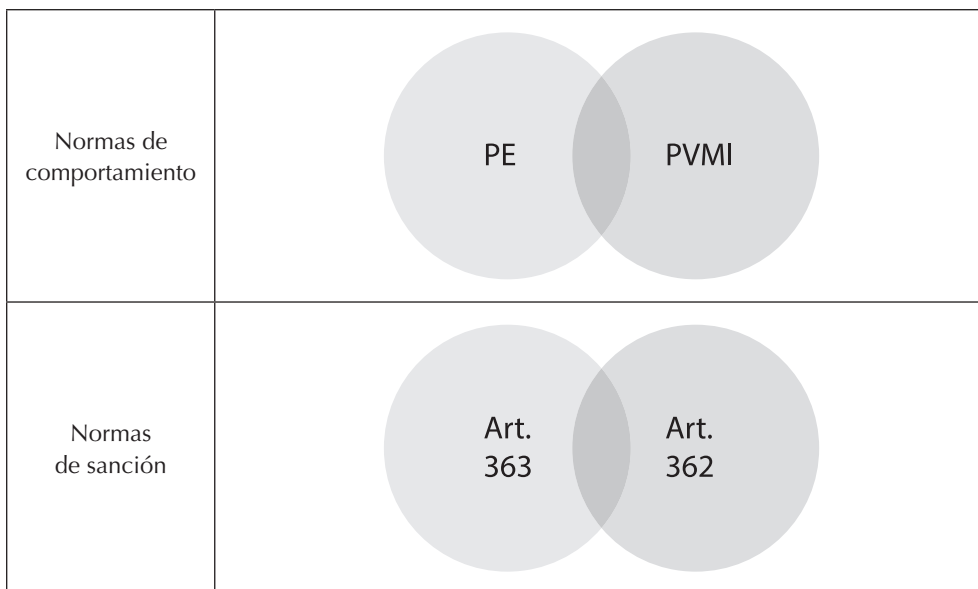 Normas de
comportamiento
PE
PVMI
Normas
de sanción
Art.
363
Art.
362